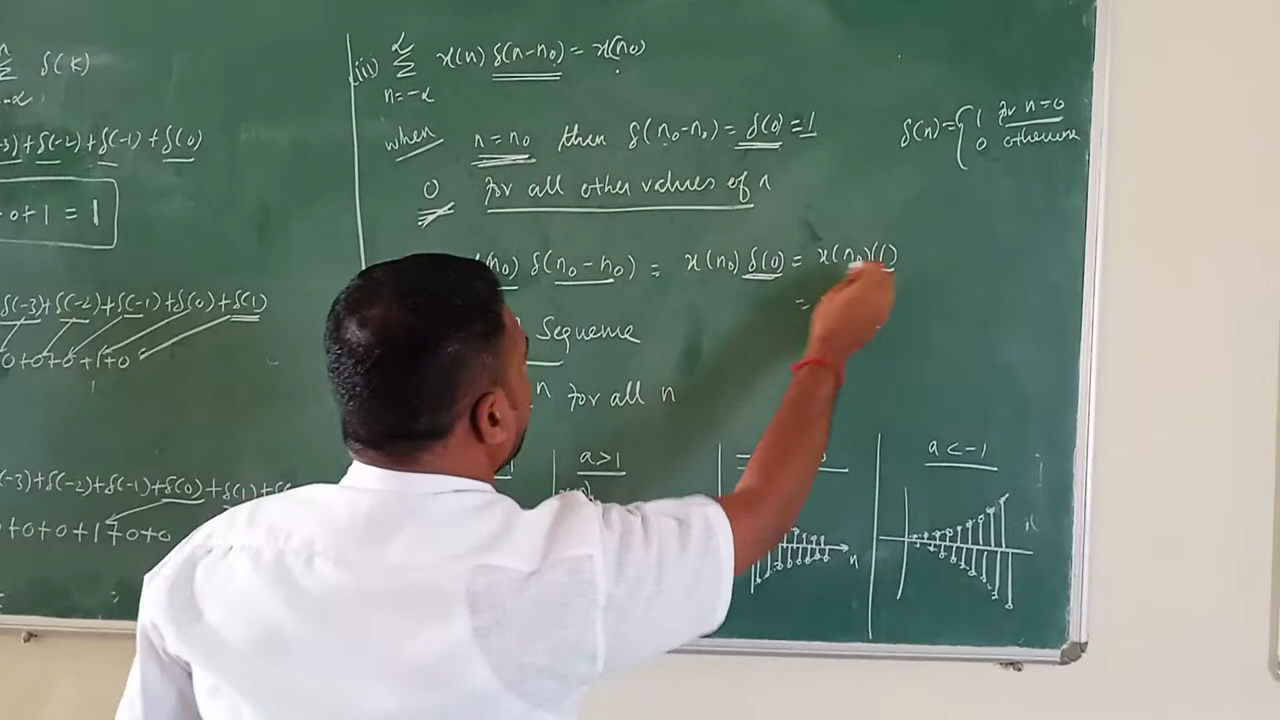 n
Σ δ(k)
-∝
-3)+δ(-2)+δ(-1)+δ(0)
0+1 = 1
δ(-3)+δ(-2)+δ(-1)+δ(0)+δ(1)
0+0+0+1+0
(-3)+δ(-2)+δ(-1)+δ(0)+δ(1)+
+0+0+1+0+0
(iii) ∝
Σ x(n) δ(n-n0) = x(n0)
n=-∝
when n=n0 then δ(n0-n0) = δ(0) = 1
0 for all other values of n
(n0) δ(n0-n0) = x(n0) δ(0) = x(n0)(1)
=
Sequence
n for all n
δ(n) = { 1 for n=0
0 otherwise
a>1
a<-1
n